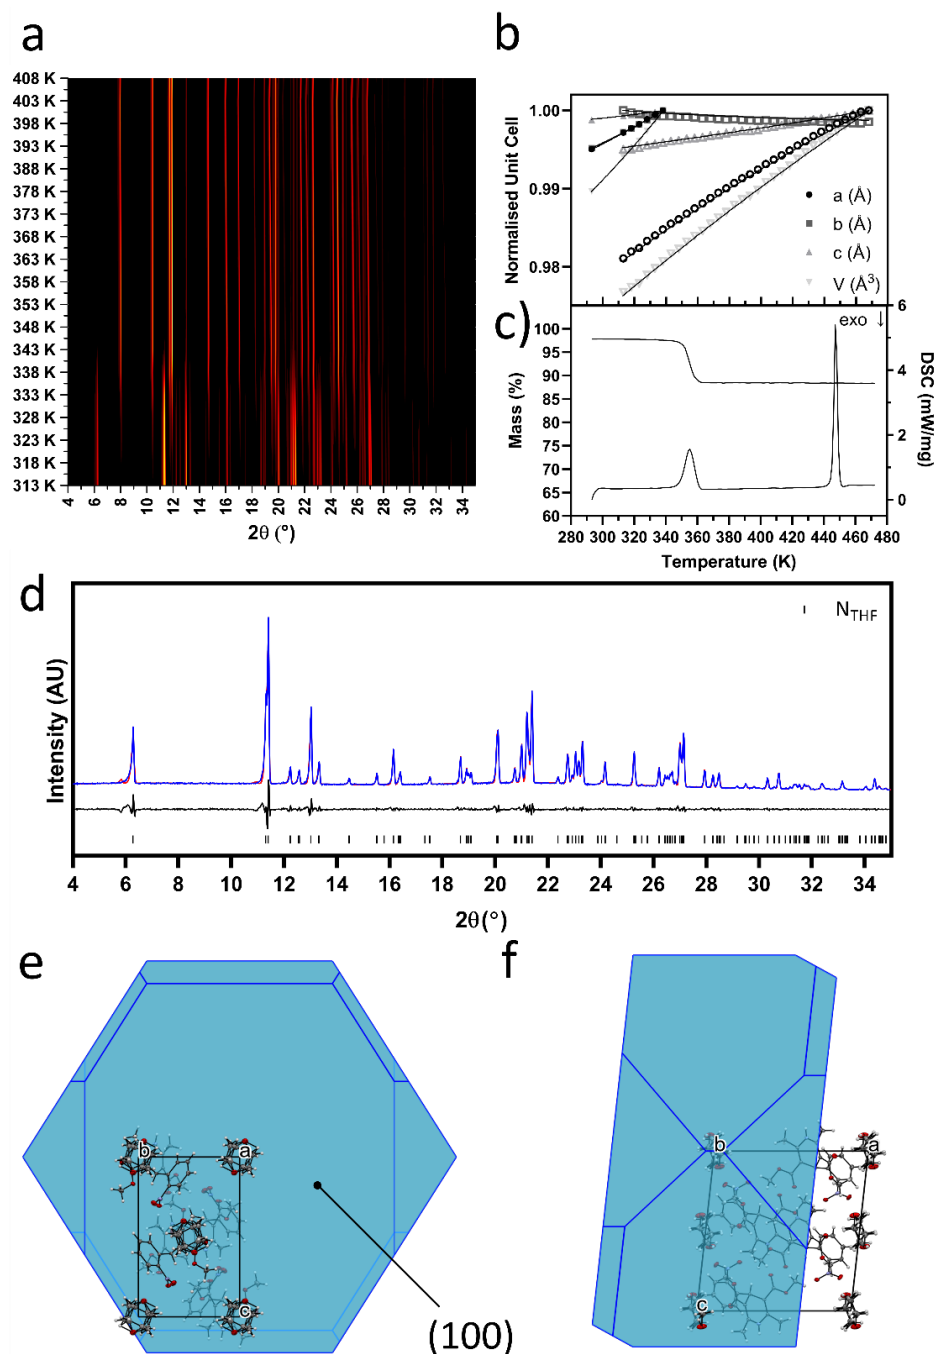 a
408 K
403 K
398 K
393 K
388 K
383 K
378 K
373 K
368 K
363 K
358 K
353 K
348 K
343 K
338 K
333 K
328 K
323 K
318 K
313 K
4 6 8 10 12 14 16 18 20 22 24 26 28 30 32 34
2θ (°)
b
Normalised Unit Cell
1.00
0.99
0.98
a (Å)
b (Å)
c (Å)
V (Å³)
c)
exo ↓
Mass (%)
100
95
90
85
80
75
70
65
60
6
4
2
0
DSC (mW/mg)
280 300 320 340 360 380 400 420 440 460 480
Temperature (K)
d
N_THF
Intensity (AU)
4 6 8 10 12 14 16 18 20 22 24 26 28 30 32 34
2θ(°)
e
b
a
c
(100)
f
b
a
c